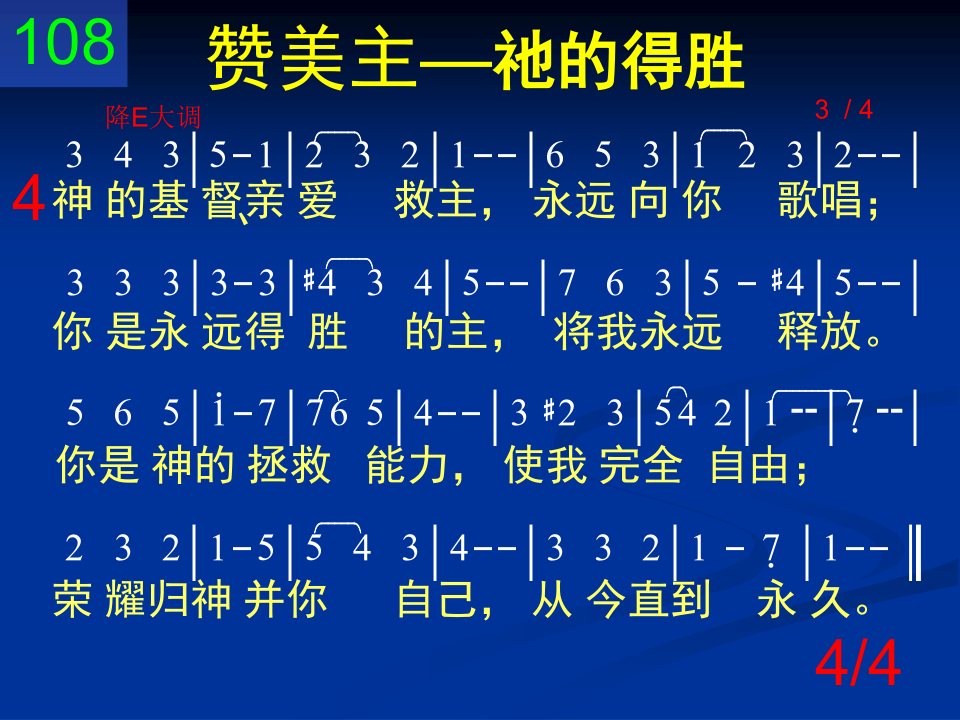 108
赞美主—祂的得胜
降E大调
3 / 4
3 4 3|5-1|2 3 2|1--|6 5 3|1 2 3|2--|
4 神的基督、亲爱 救主， 永远向你 歌唱；
3 3 3|3-3|#4 3 4|5--|7 6 3|5 - #4|5--|
你是永远得胜 的主， 将我永远 释放。
5 6 5|i-7|76 5|4--|3 #2 3|54 2|1 --|7̣ --|
你是神的拯救 能力， 使我完全 自由；
2 3 2|1-5|5 4 3|4--|3 3 2|1 - 7̣ |1--‖
荣耀归神并你 自己， 从今直到 永久。
4/4